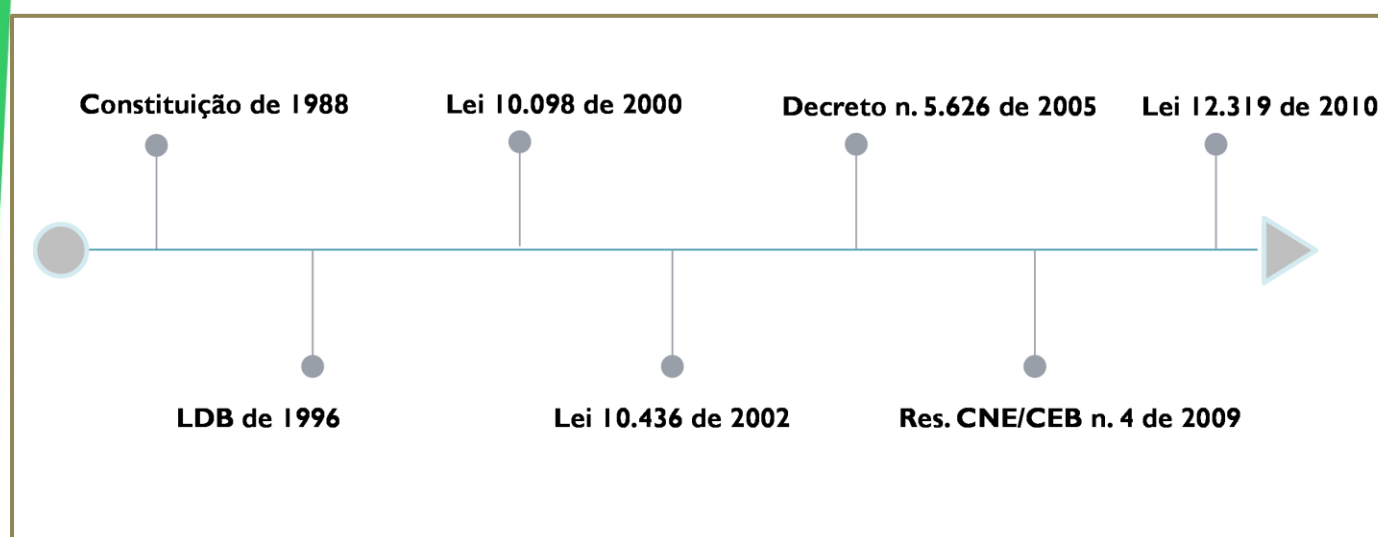 Constituição de 1988
Lei 10.098 de 2000
Decreto n. 5.626 de 2005
Lei 12.319 de 2010
LDB de 1996
Lei 10.436 de 2002
Res. CNE/CEB n. 4 de 2009